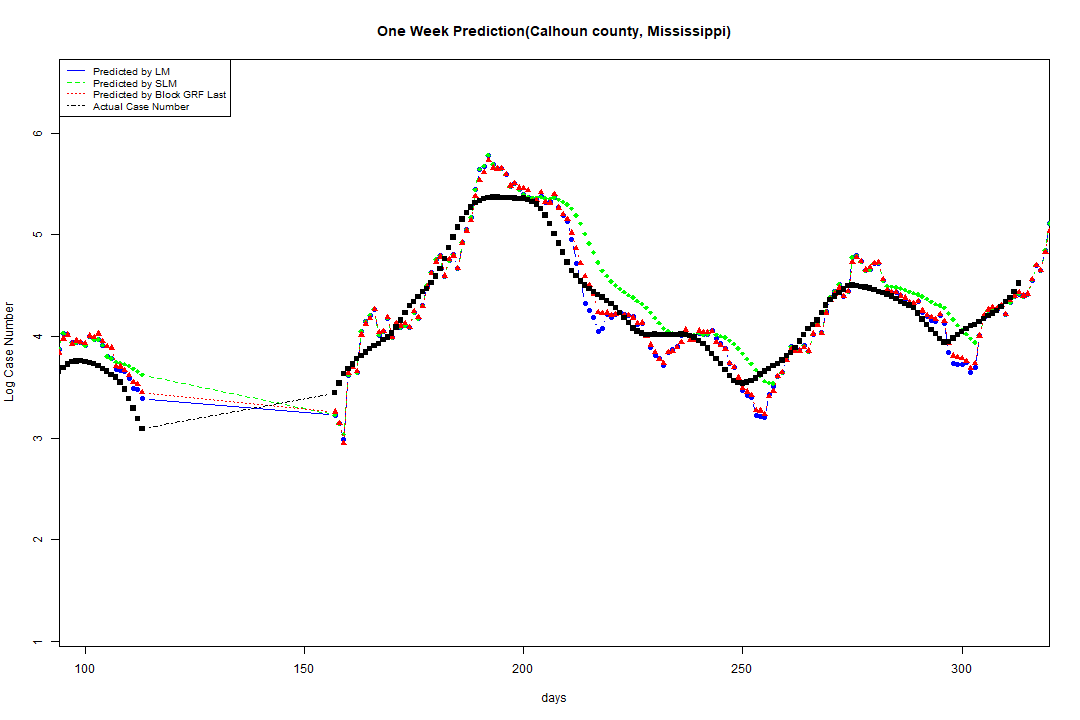 One Week Prediction(Calhoun county, Mississippi)
Predicted by LM
Predicted by SLM
Predicted by Block GRF Last
Actual Case Number
6
5
4
3
2
1
Log Case Number
100 150 200 250 300
days